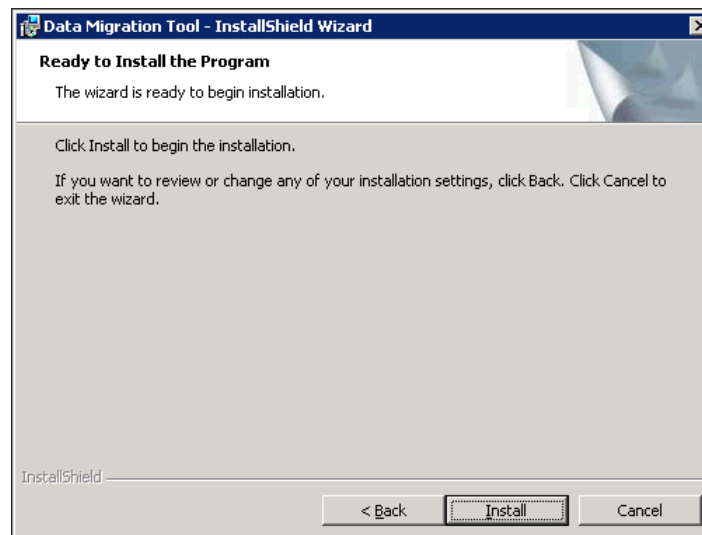 Data Migration Tool - InstallShield Wizard
Ready to Install the Program
The wizard is ready to begin installation.
Click Install to begin the installation.
If you want to review or change any of your installation settings, click Back. Click Cancel to
exit the wizard.
InstallShield
< Back Install Cancel